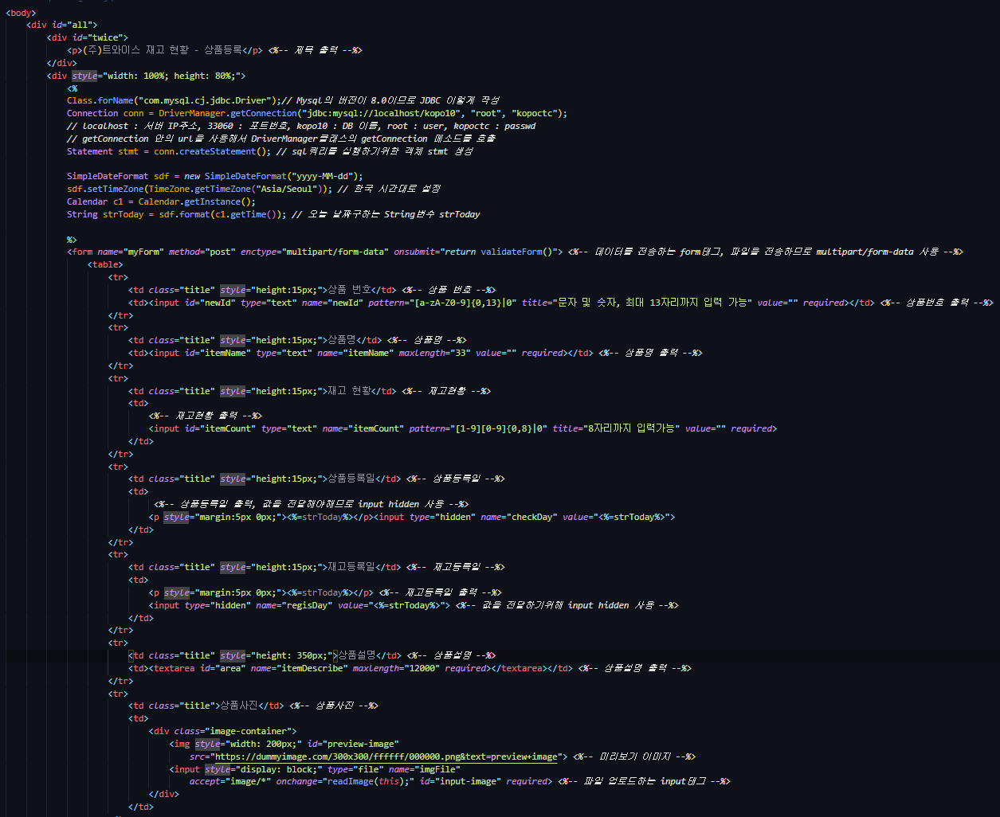 <body>
<div id="all">
<div id="twice">
<p>(주)트와이스 재고 현황 - 상품등록</p> <%-- 제목 출력 --%>
</div>
<div style="width: 100%; height: 80%;">
<%
Class.forName("com.mysql.cj.jdbc.Driver");// Mysql의 버전이 8.0이므로 JDBC 이렇게 작성
Connection conn = DriverManager.getConnection("jdbc:mysql://localhost/kopo10", "root", "kopoctc");
// localhost : 서버 IP주소, 33060 : 포트번호, kopo10 : DB 이름, root : user, kopoctc : passwd
// getConnection 안의 url을 사용해서 DriverManager클래스의 getConnection 메소드를 호출
Statement stmt = conn.createStatement(); // sql쿼리를 실행하기위한 객체 stmt 생성
SimpleDateFormat sdf = new SimpleDateFormat("yyyy-MM-dd");
sdf.setTimeZone(TimeZone.getTimeZone("Asia/Seoul")); // 한국 시간대로 설정
Calendar c1 = Calendar.getInstance();
String strToday = sdf.format(c1.getTime()); // 오늘 날짜구하는 String변수 strToday
%>
<form name="myForm" method="post" enctype="multipart/form-data" onsubmit="return validateForm()"> <%-- 데이터를 전송하는 form태그, 파일을 전송하므로 multipart/form-data 사용 --%>
<table>
<tr>
<td class="title" style="height:15px;">상품 번호</td> <%-- 상품 번호 --%>
<td><input id="newId" type="text" name="newId" pattern="[a-zA-Z0-9]{0,13}|0" title="문자 및 숫자, 최대 13자리까지 입력 가능" value="" required></td> <%-- 상품번호 출력 --%>
</tr>
<tr>
<td class="title" style="height:15px;">상품명</td> <%-- 상품명 --%>
<td><input id="itemName" type="text" name="itemName" maxlength="33" value="" required></td> <%-- 상품명 출력 --%>
</tr>
<tr>
<td class="title" style="height:15px;">재고 현황</td> <%-- 재고현황 --%>
<td>
<%-- 재고현황 출력 --%>
<input id="itemCount" type="text" name="itemCount" pattern="[1-9][0-9]{0,8}|0" title="8자리까지 입력가능" value="" required>
</td>
</tr>
<tr>
<td class="title" style="height:15px;">상품등록일</td> <%-- 상품등록일 --%>
<td>
<%-- 상품등록일 출력, 값을 전달해야해므로 input hidden 사용 --%>
<p style="margin:5px 0px;"><%=strToday%></p><input type="hidden" name="checkDay" value="<%=strToday%>">
</td>
</tr>
<tr>
<td class="title" style="height:15px;">재고등록일</td> <%-- 재고등록일 --%>
<td>
<p style="margin:5px 0px;"><%=strToday%></p> <%-- 재고등록일 출력 --%>
<input type="hidden" name="regisDay" value="<%=strToday%>"> <%-- 값을 전달하기위해 input hidden 사용 --%>
</td>
</tr>
<tr>
<td class="title" style="height: 350px;">상품설명</td> <%-- 상품설명 --%>
<td><textarea id="area" name="itemDescribe" maxlength="12000" required></textarea></td> <%-- 상품설명 출력 --%>
</tr>
<tr>
<td class="title">상품사진</td> <%-- 상품사진 --%>
<td>
<div class="image-container">
<img style="width: 200px;" id="preview-image"
src="https://dummyimage.com/300x300/ffffff/000000.png&text=preview+image"> <%-- 미리보기 이미지 --%>
<input style="display: block;" type="file" name="imgFile"
accept="image/*" onchange="readImage(this);" id="input-image" required> <%-- 파일 업로드하는 input태그 --%>
</div>
</td>